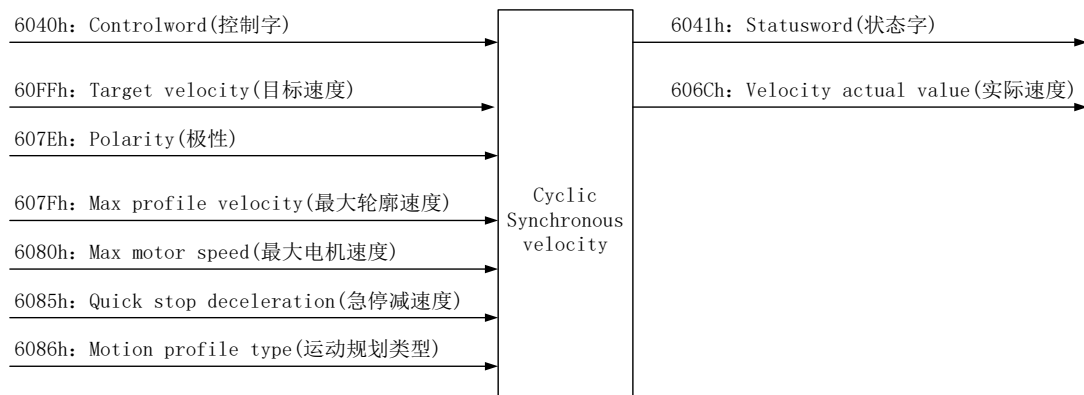 6040h: Controlword(控制字)
60FFh: Target velocity(目标速度)
607Eh: Polarity(极性)
607Fh: Max profile velocity(最大轮廓速度)
6080h: Max motor speed(最大电机速度)
6085h: Quick stop deceleration(急停减速度)
6086h: Motion profile type(运动规划类型)
Cyclic
Synchronous
velocity
6041h: Statusword(状态字)
606Ch: Velocity actual value(实际速度)